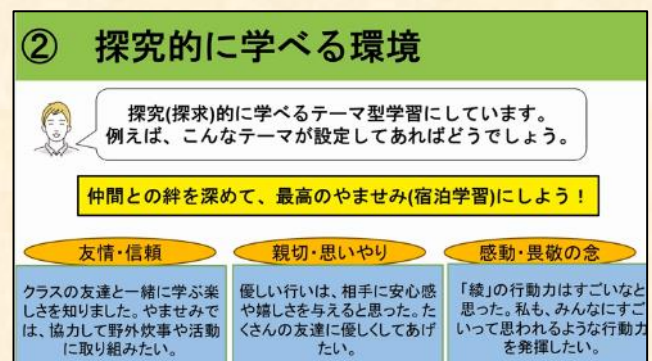 ② 探究的に学べる環境
探究(探求)的に学べるテーマ型学習にしています。
例えば、こんなテーマが設定してあればどうでしょう。
仲間との絆を深めて、最高のやませみ(宿泊学習)にしよう！
友情・信頼
クラスの友達と一緒に学ぶ楽
しさを知りました。やませみで
は、協力して野外炊事や活動
に取り組みたい。
親切・思いやり
優しい行いは、相手に安心感
や嬉しさを与えると思った。た
くさんの友達に優しくしてあげ
たい。
感動・畏敬の念
「綾」の行動力はすごいなと
思った。私も、みんなにすご
いって思われるような行動力
を発揮したい。